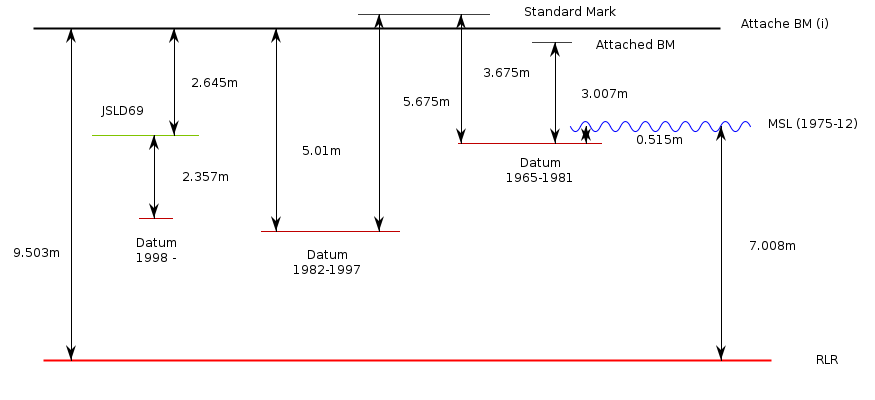 Standard Mark
Attache BM (i)
Attached BM
3.675m
2.645m
3.007m
5.675m
JSLD69
MSL (1975-12)
0.515m
5.01m
Datum
1965-1981
2.357m
Datum
1998 -
9.503m
7.008m
Datum
1982-1997
RLR